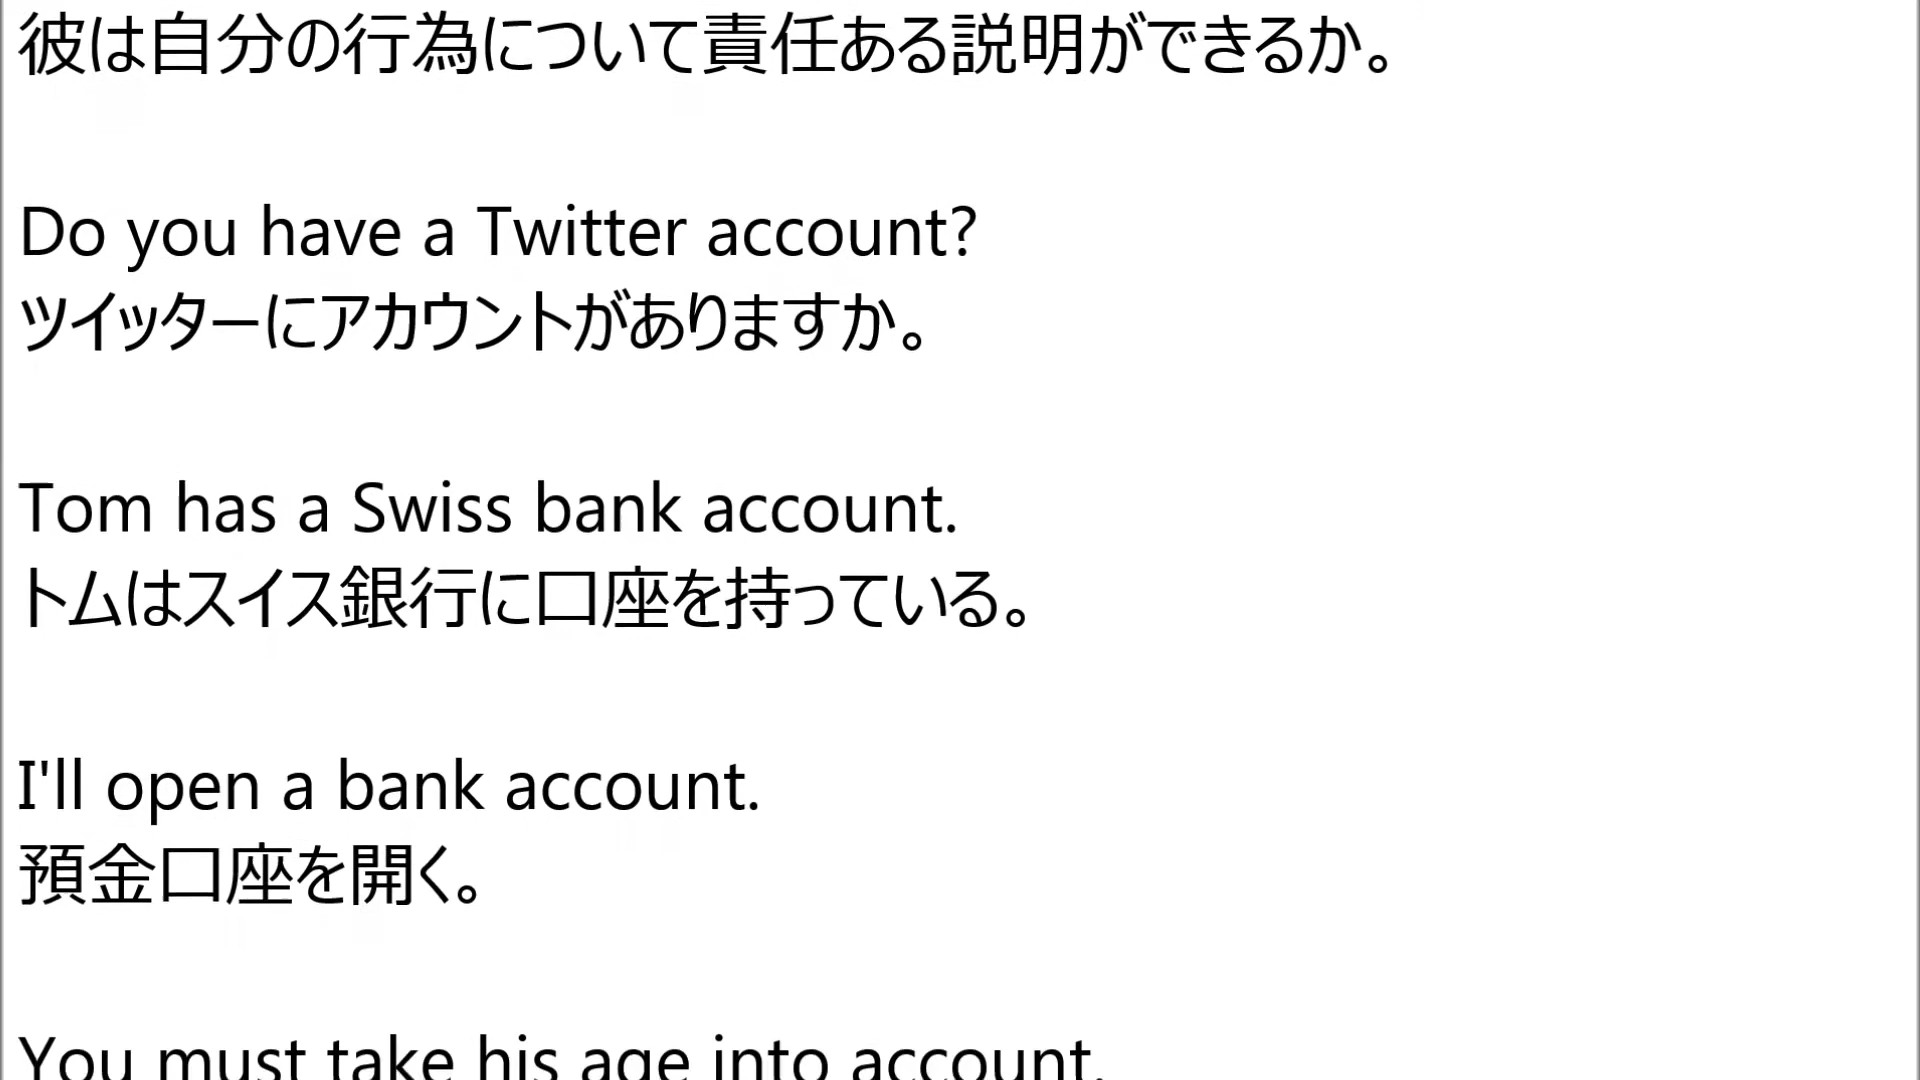 彼は自分の行為について責任ある説明ができるか。
Do you have a Twitter account?
ツイッターにアカウントがありますか。
Tom has a Swiss bank account.
トムはスイス銀行に口座を持っている。
I'll open a bank account.
預金口座を開く。
You must take his age into account.